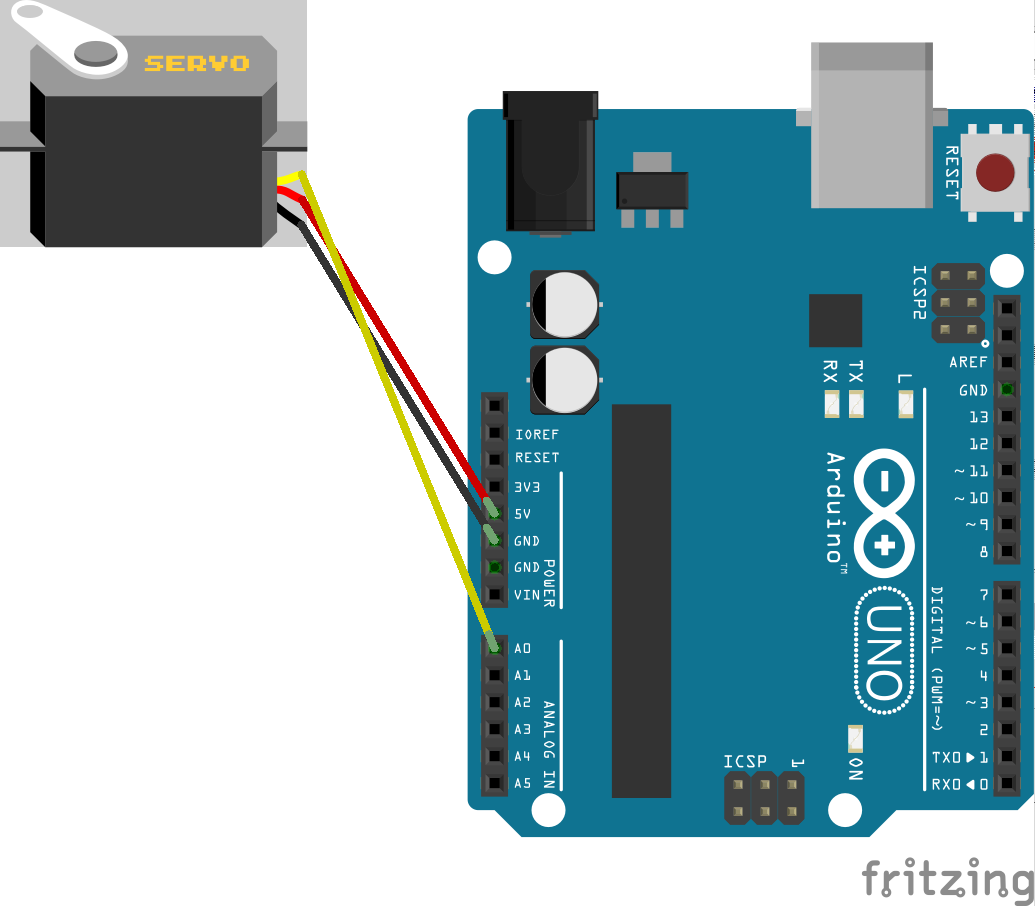 SERVO
RESET
ICSP2
IOREF
RESET
3V3
5V
GND
GND
VIN
POWER
A0
A1
A2
A3
A4
A5
ANALOG IN
RX
TX
L
Arduino™
UNO
ON
ICSP
1
AREF
GND
13
12
~11
~10
~9
8
7
~6
~5
4
~3
2
TX0▶1
RX0◀0
DIGITAL (PWM=~)
fritzing